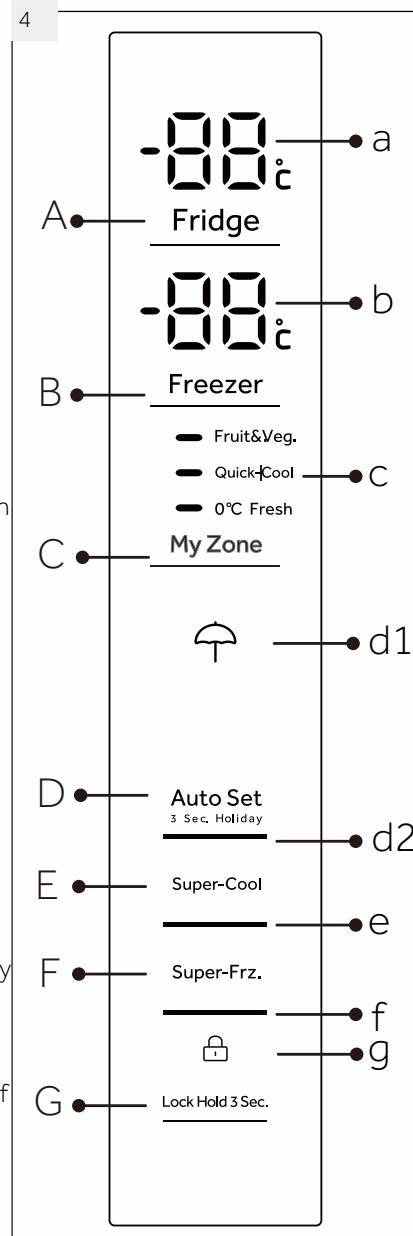 4
-88°c
a
A
Fridge
-88°c
b
B
Freezer
Fruit&Veg.
Quick-Cool
c
0°C Fresh
n
C
My Zone
d1
D
Auto Set
3 Sec. Holiday
d2
E
Super-Cool
e
y
F
Super-Frz.
f
g
f
G
Lock Hold 3 Sec.